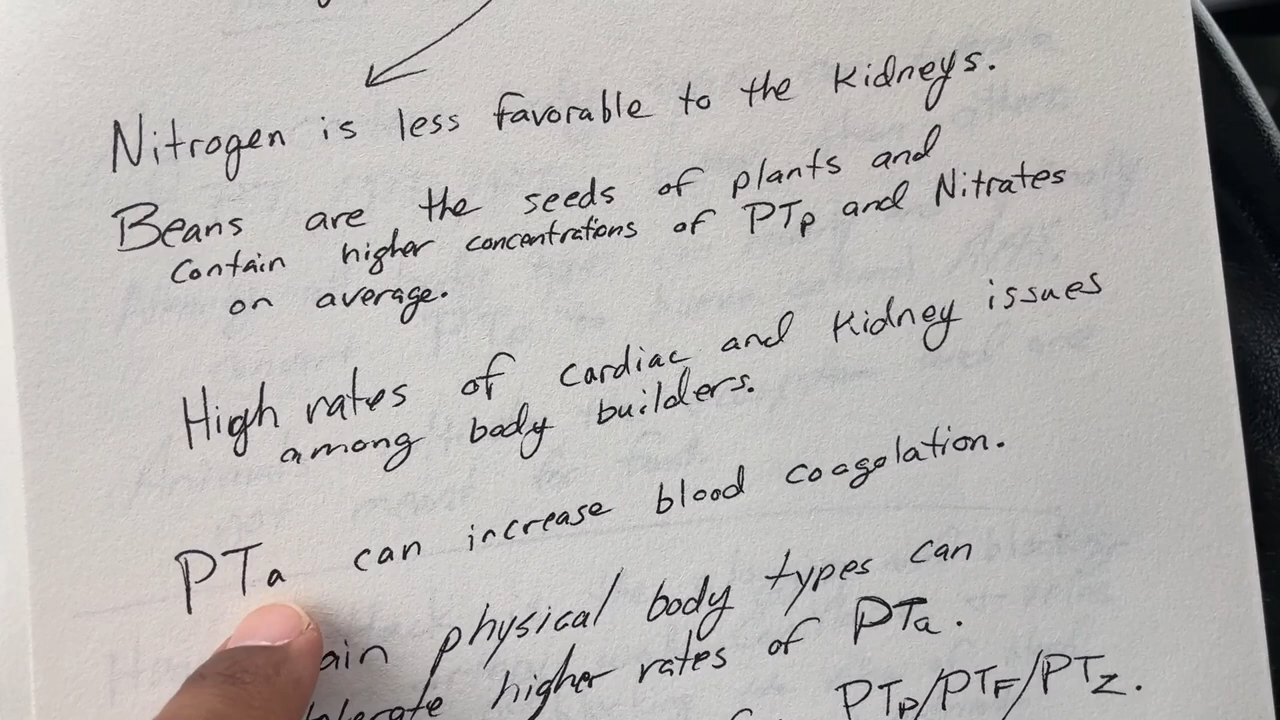 Nitrogen is less favorable to the kidneys.
Beans are the seeds of plants and
contain higher concentrations of PTp and Nitrates
on average.
High rates of cardiac and kidney issues
among body builders.
PTa can increase blood coagolation.
physical body types can
higher rates of PTa.
PTP/PTF/PTZ.